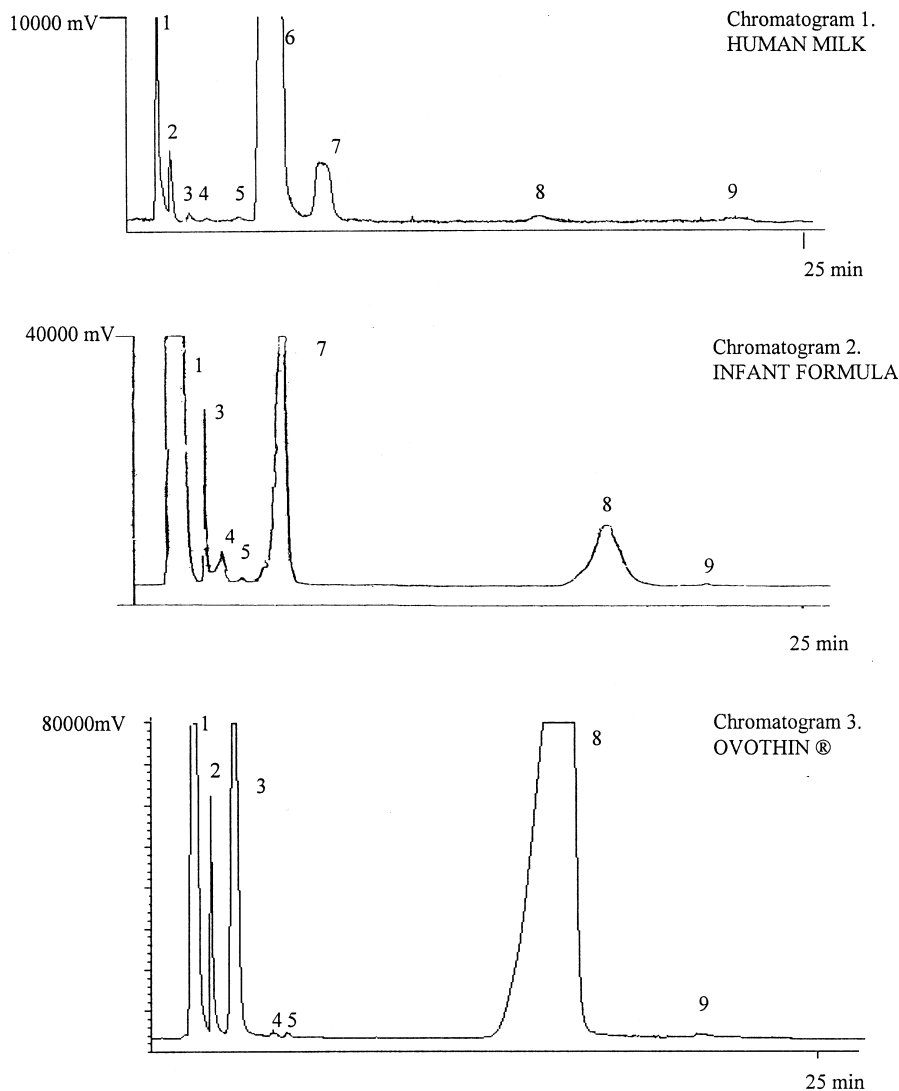 10000 mV
Chromatogram 1.
HUMAN MILK
1
6
2
7
3 4 5
8
9
25 min
40000 mV
Chromatogram 2.
INFANT FORMULA
7
1
3
8
4
5
9
25 min
80000mV
Chromatogram 3.
OVOTHIN ®
1
8
2
3
9
4 5
25 min